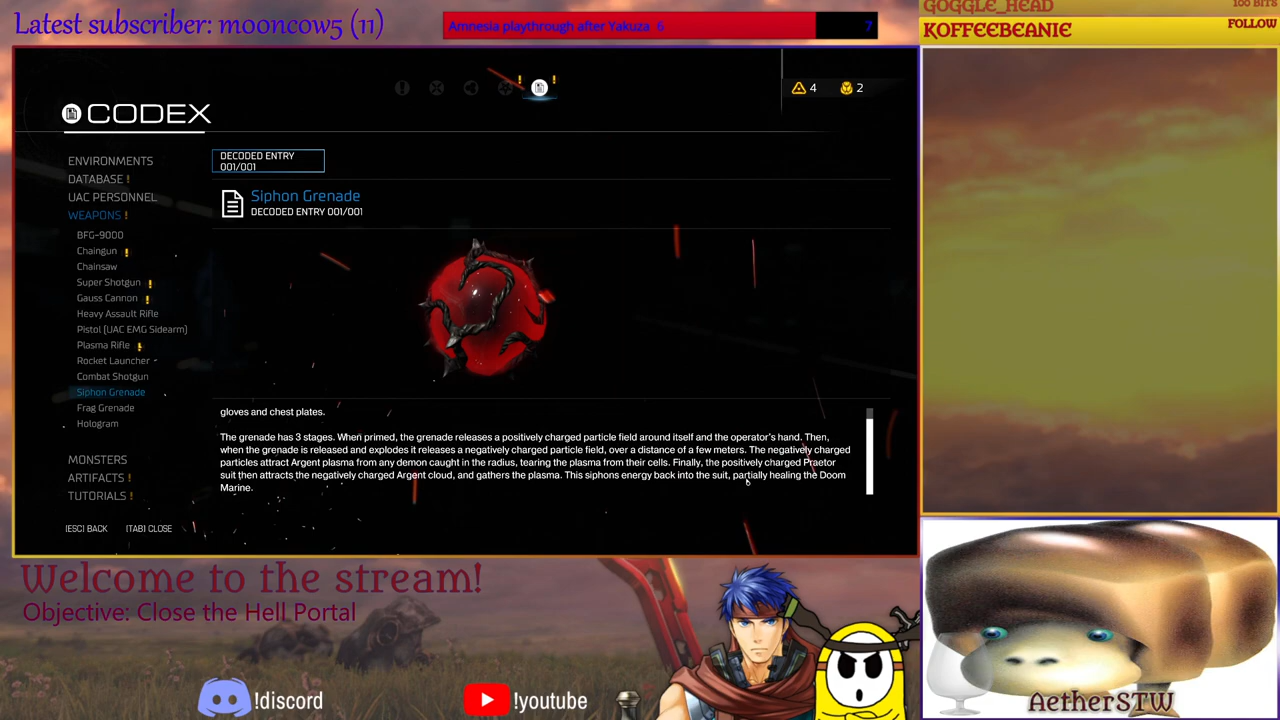 Latest subscriber: mooncow5 (11)
Amnesia playthrough after Yakuza 6
7
GOGGLE_HEAD
100 BITS
KOFFEEBEANIE
FOLLOW
4
2
CODEX
ENVIRONMENTS
DATABASE !
UAC PERSONNEL
WEAPONS !
BFG-9000
Chaingun !
Chainsaw
Super Shotgun !
Gauss Cannon !
Heavy Assault Rifle
Pistol [UAC EMG Sidearm]
Plasma Rifle !
Rocket Launcher
Combat Shotgun
Siphon Grenade
Frag Grenade
Hologram
MONSTERS
ARTIFACTS !
TUTORIALS !
[ESC] BACK
[TAB] CLOSE
DECODED ENTRY
001/001
Siphon Grenade
DECODED ENTRY 001/001
gloves and chest plates.
The grenade has 3 stages. When primed, the grenade releases a positively charged particle field around itself and the operator's hand. Then,
when the grenade is released and explodes it releases a negatively charged particle field, over a distance of a few meters. The negatively charged
particles attract Argent plasma from any demon caught in the radius, tearing the plasma from their cells. Finally, the positively charged Praetor
suit then attracts the negatively charged Argent cloud, and gathers the plasma. This siphons energy back into the suit, partially healing the Doom
Marine.
Welcome to the stream!
Objective: Close the Hell Portal
!discord
!youtube
AetherSTW